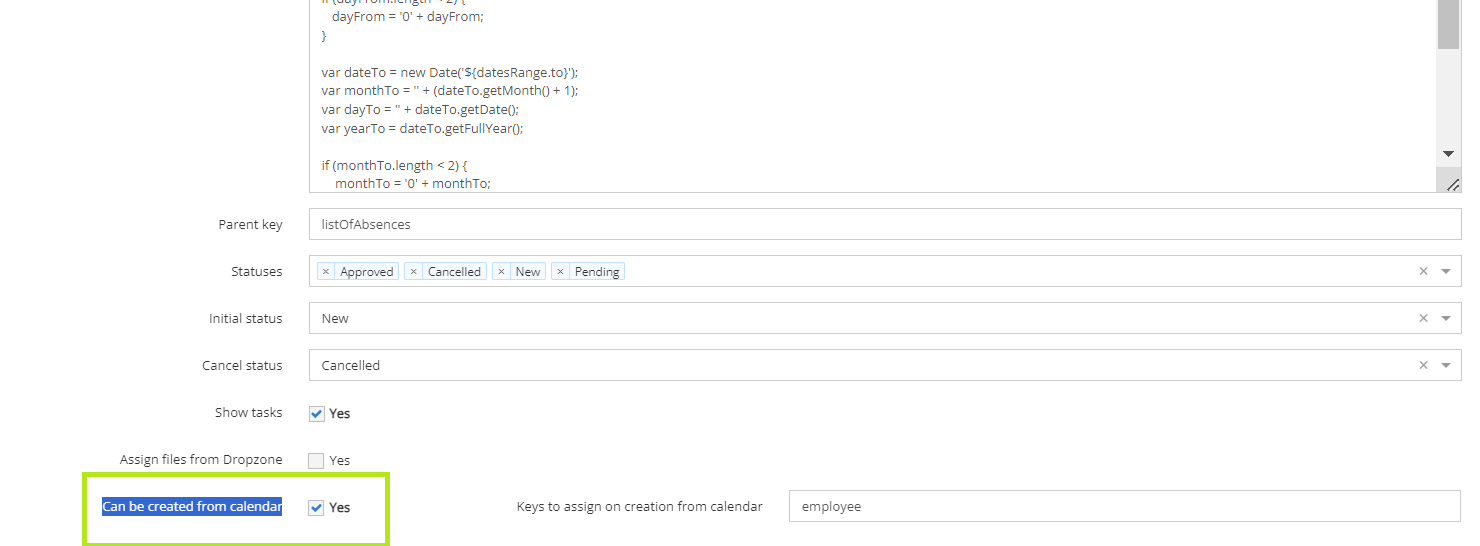 if (dayFrom.length < 2) {
dayFrom = '0' + dayFrom;
}
var dateTo = new Date('${datesRange.to}');
var monthTo = '' + (dateTo.getMonth() + 1);
var dayTo = '' + dateTo.getDate();
var yearTo = dateTo.getFullYear();
if (monthTo.length < 2) {
monthTo = '0' + monthTo;
Parent key listOfAbsences
Statuses × Approved × Cancelled × New × Pending
Initial status New
Cancel status Cancelled
Show tasks Yes
Assign files from Dropzone Yes
Can be created from calendar Yes Keys to assign on creation from calendar employee